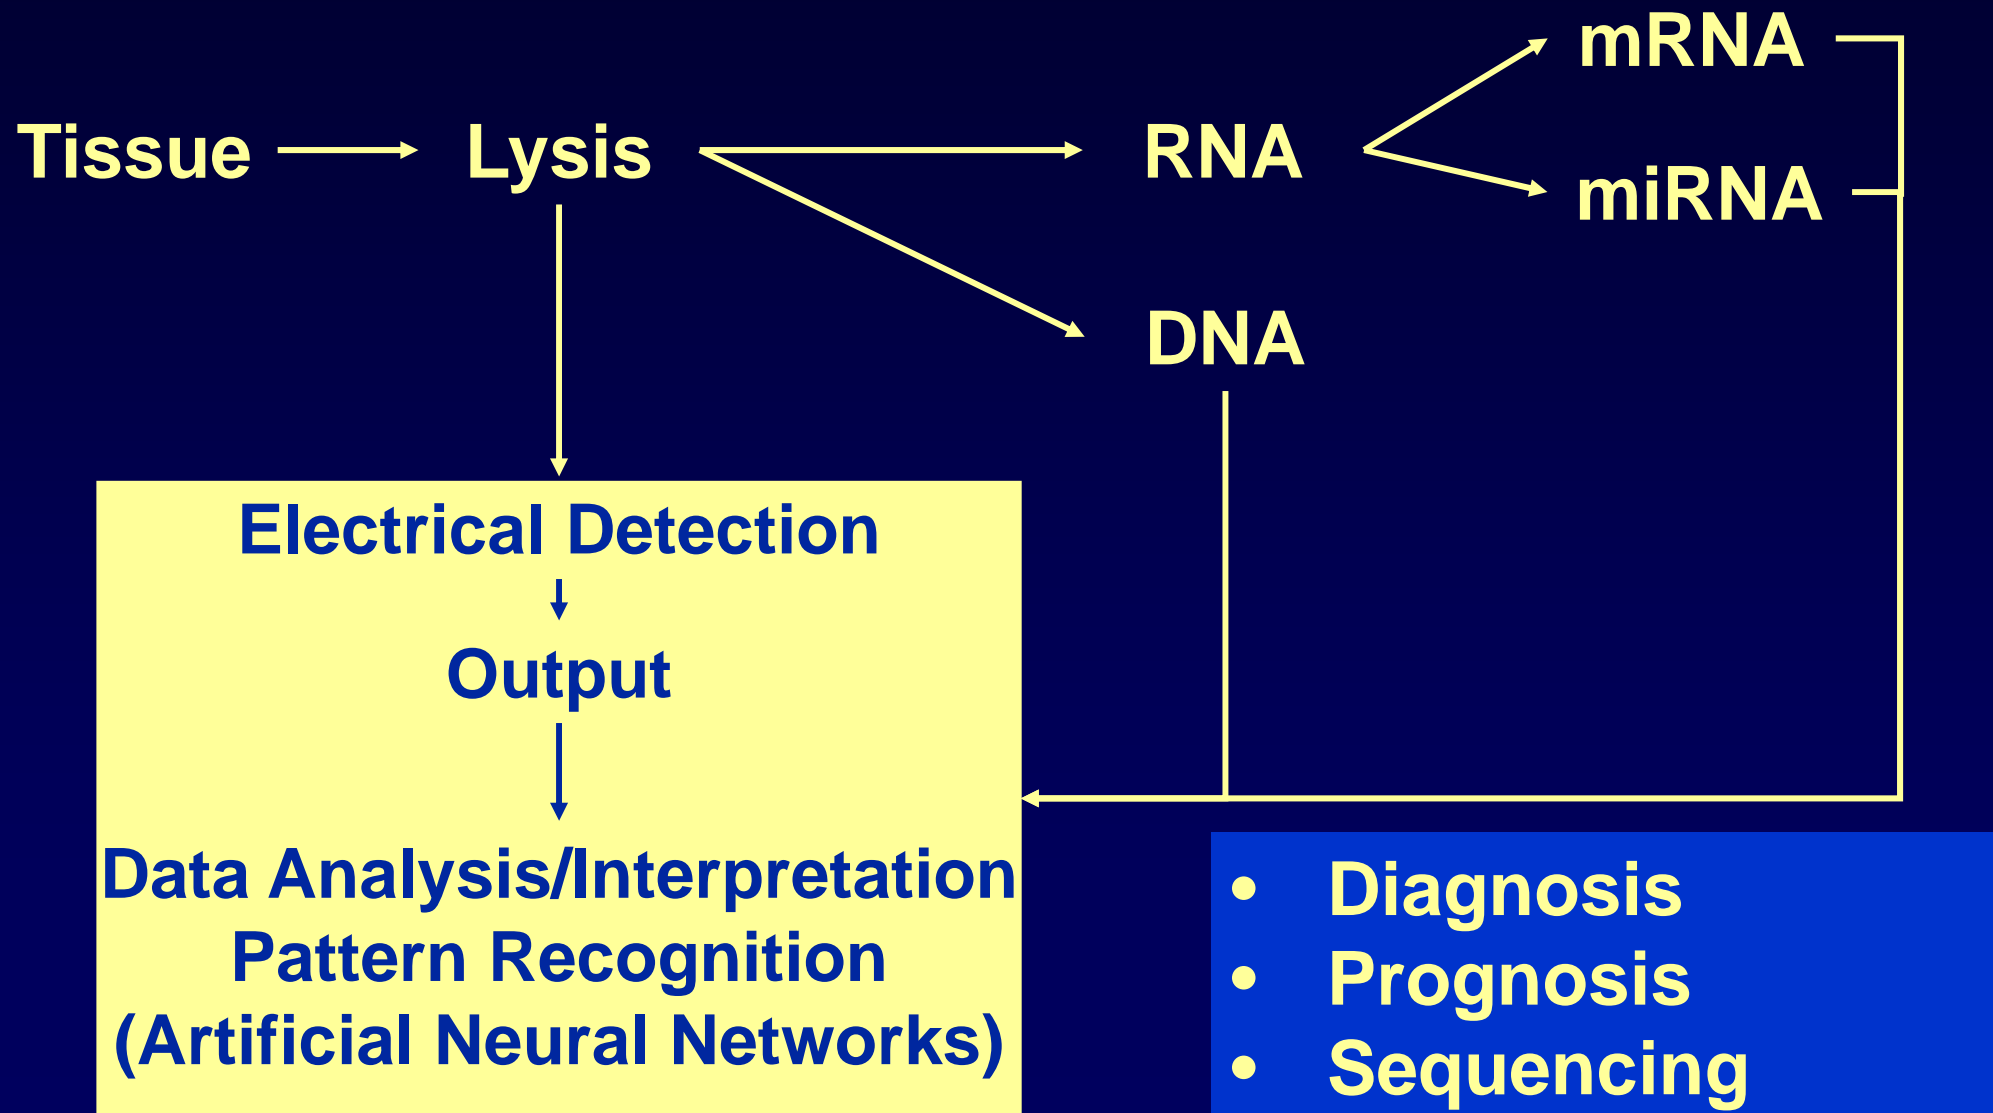 mRNA
Tissue
Lysis
RNA
miRNA
DNA
Electrical Detection
Output
Data Analysis/Interpretation
Pattern Recognition
(Artificial Neural Networks)
• Diagnosis
• Prognosis
• Sequencing